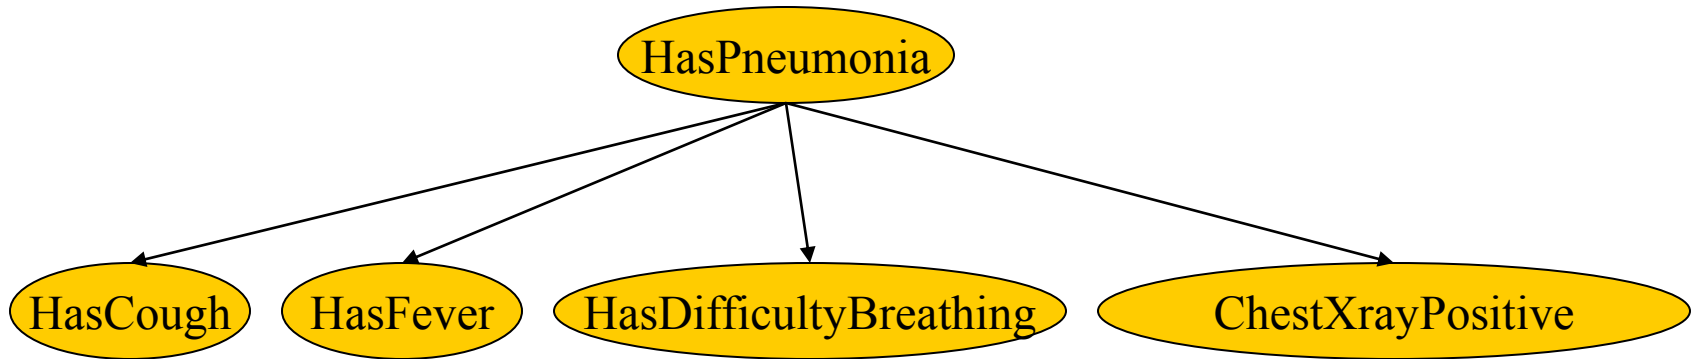 HasPneumonia
HasCough
HasFever
HasDifficultyBreathing
ChestXrayPositive